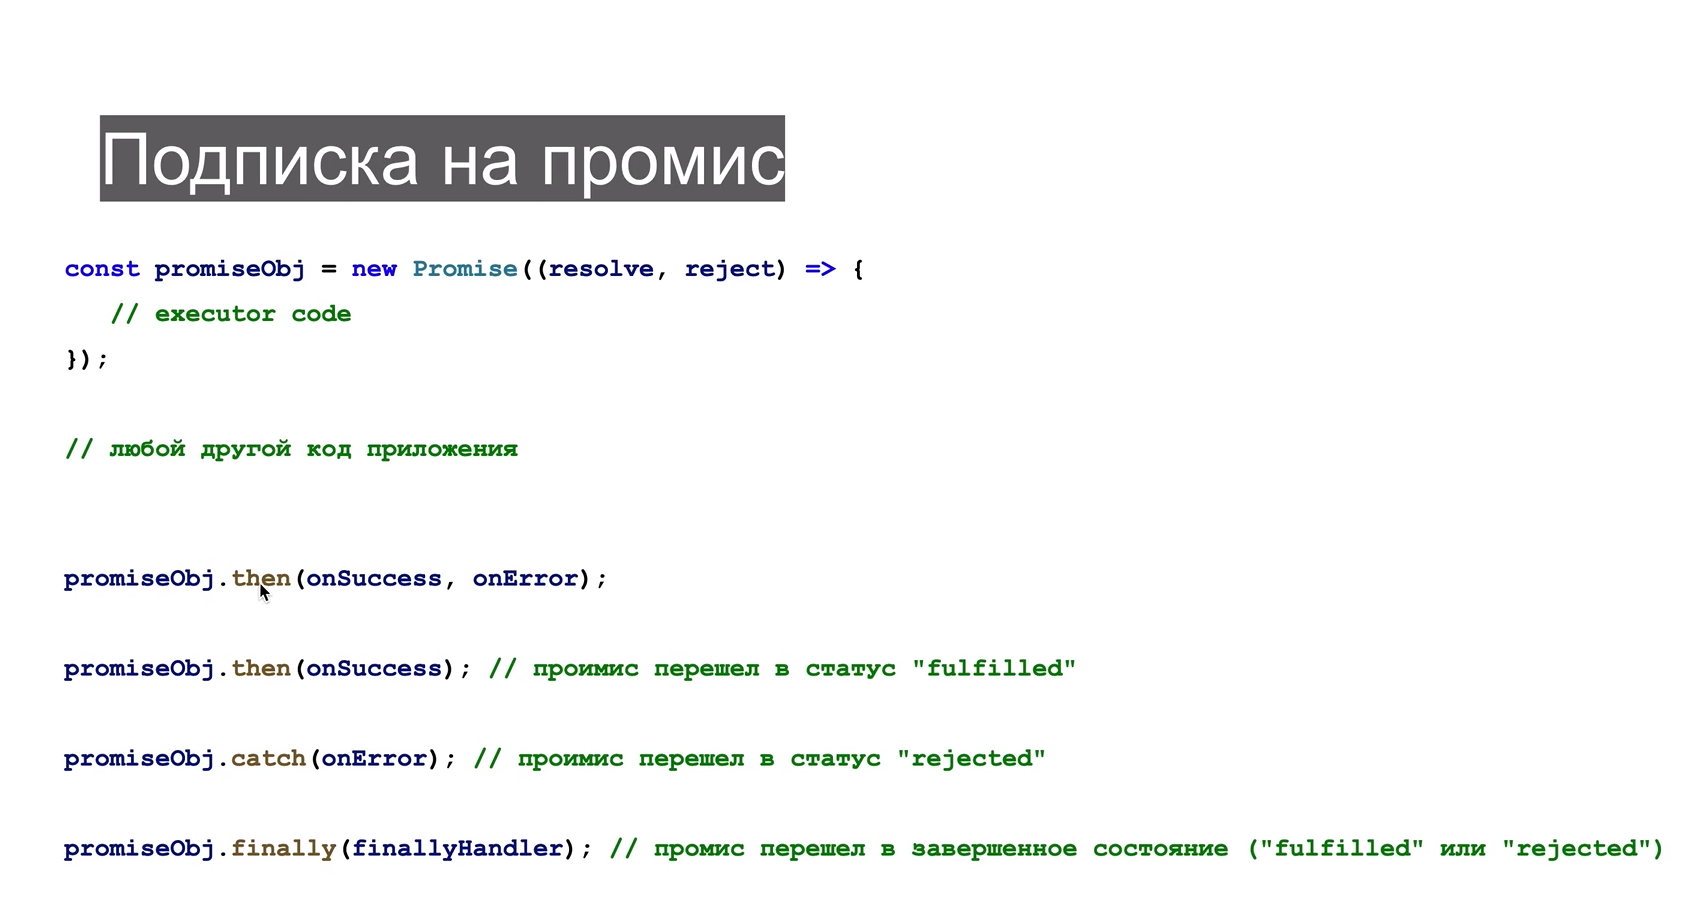 Подписка на промис
const promiseObj = new Promise((resolve, reject) => {
// executor code
});
// любой другой код приложения
promiseObj.then(onSuccess, onError);
promiseObj.then(onSuccess); // проимис перешел в статус "fulfilled"
promiseObj.catch(onError); // проимис перешел в статус "rejected"
promiseObj.finally(finallyHandler); // промис перешел в завершенное состояние ("fulfilled" или "rejected")